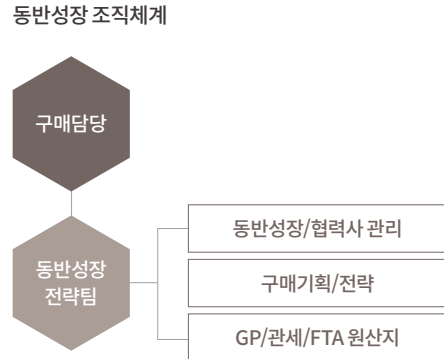 동반성장 조직체계
구매담당
동반성장
전략팀
동반성장/협력사 관리
구매기획/전략
GP/관세/FTA 원산지